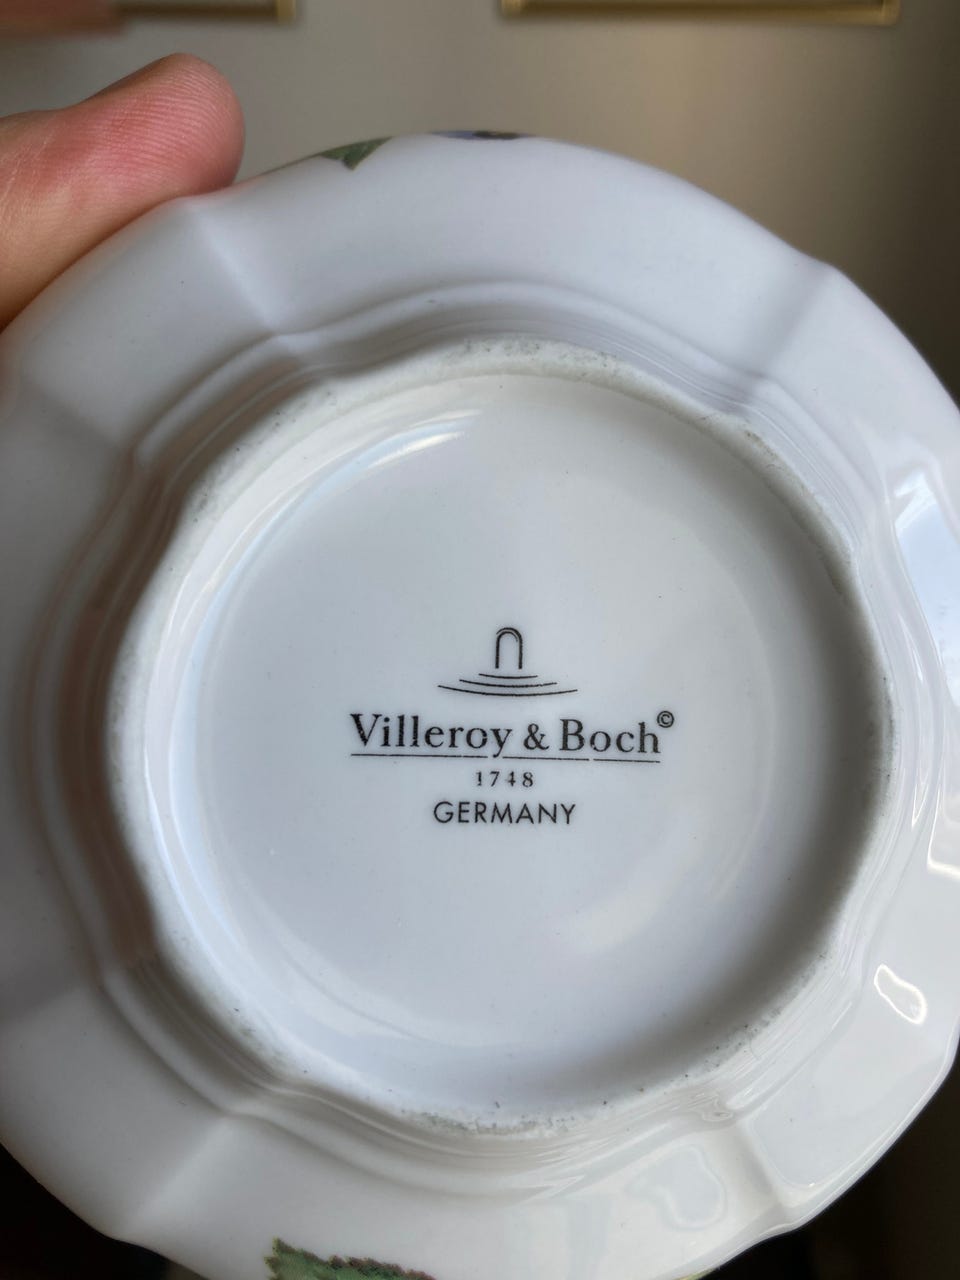 Villeroy & Boch©
1748
GERMANY